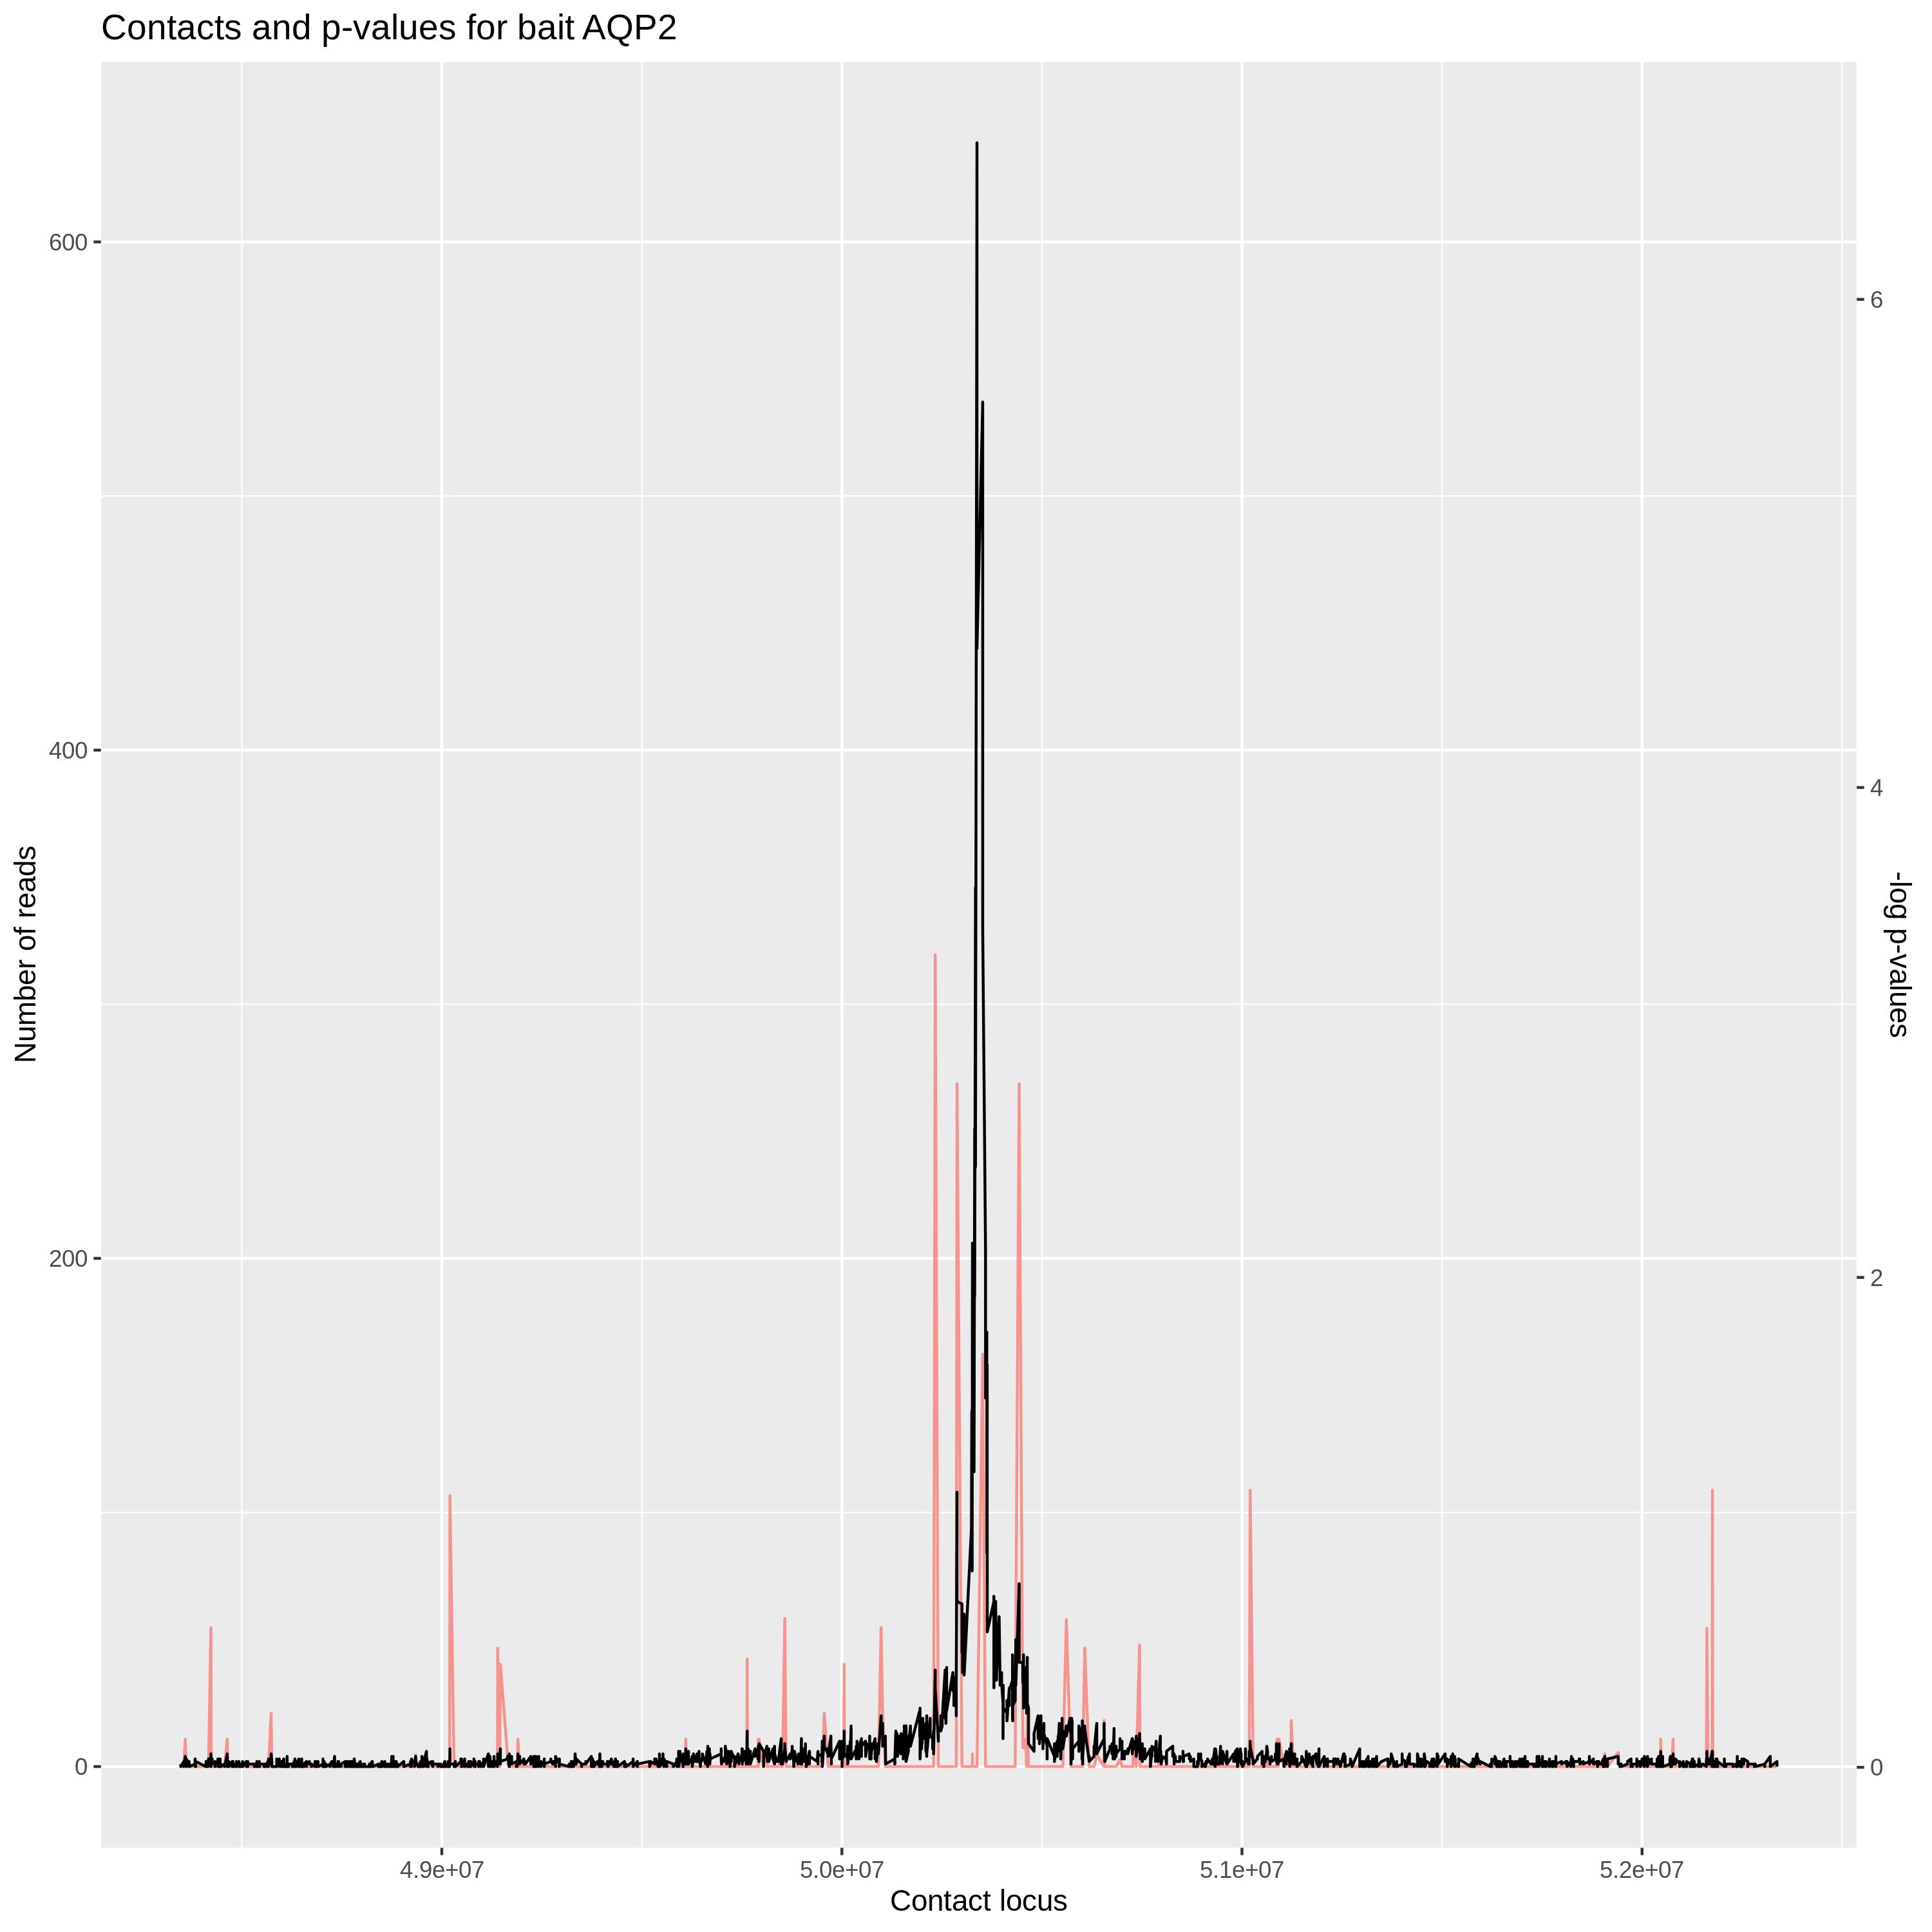 Contacts and p-values for bait AQP2
600
400
200
0
Number of reads
6
4
2
0
-log p-values
4.9e+07
5.0e+07
5.1e+07
5.2e+07
Contact locus